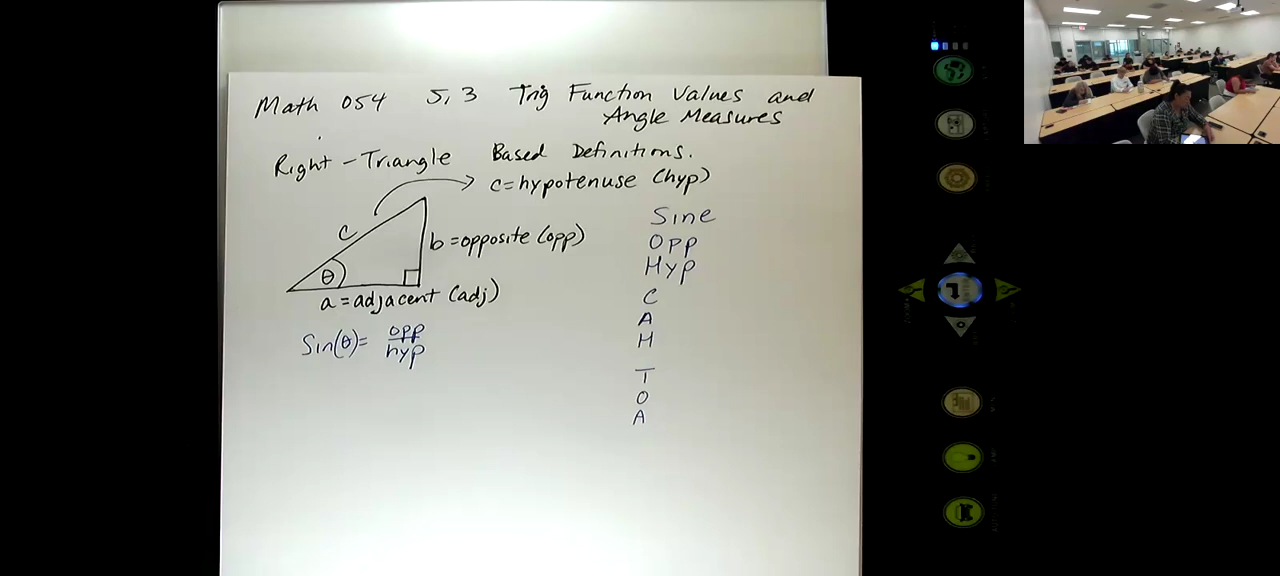 Math 054 5.3 Trig Function Values and
Angle Measures
Right-Triangle Based Definitions.
c=hypotenuse (hyp)
c
b=opposite (opp)
θ
a=adjacent (adj)
Sin(θ)= opp
hyp
Sine
Opp
Hyp
C
A
H
T
O
A